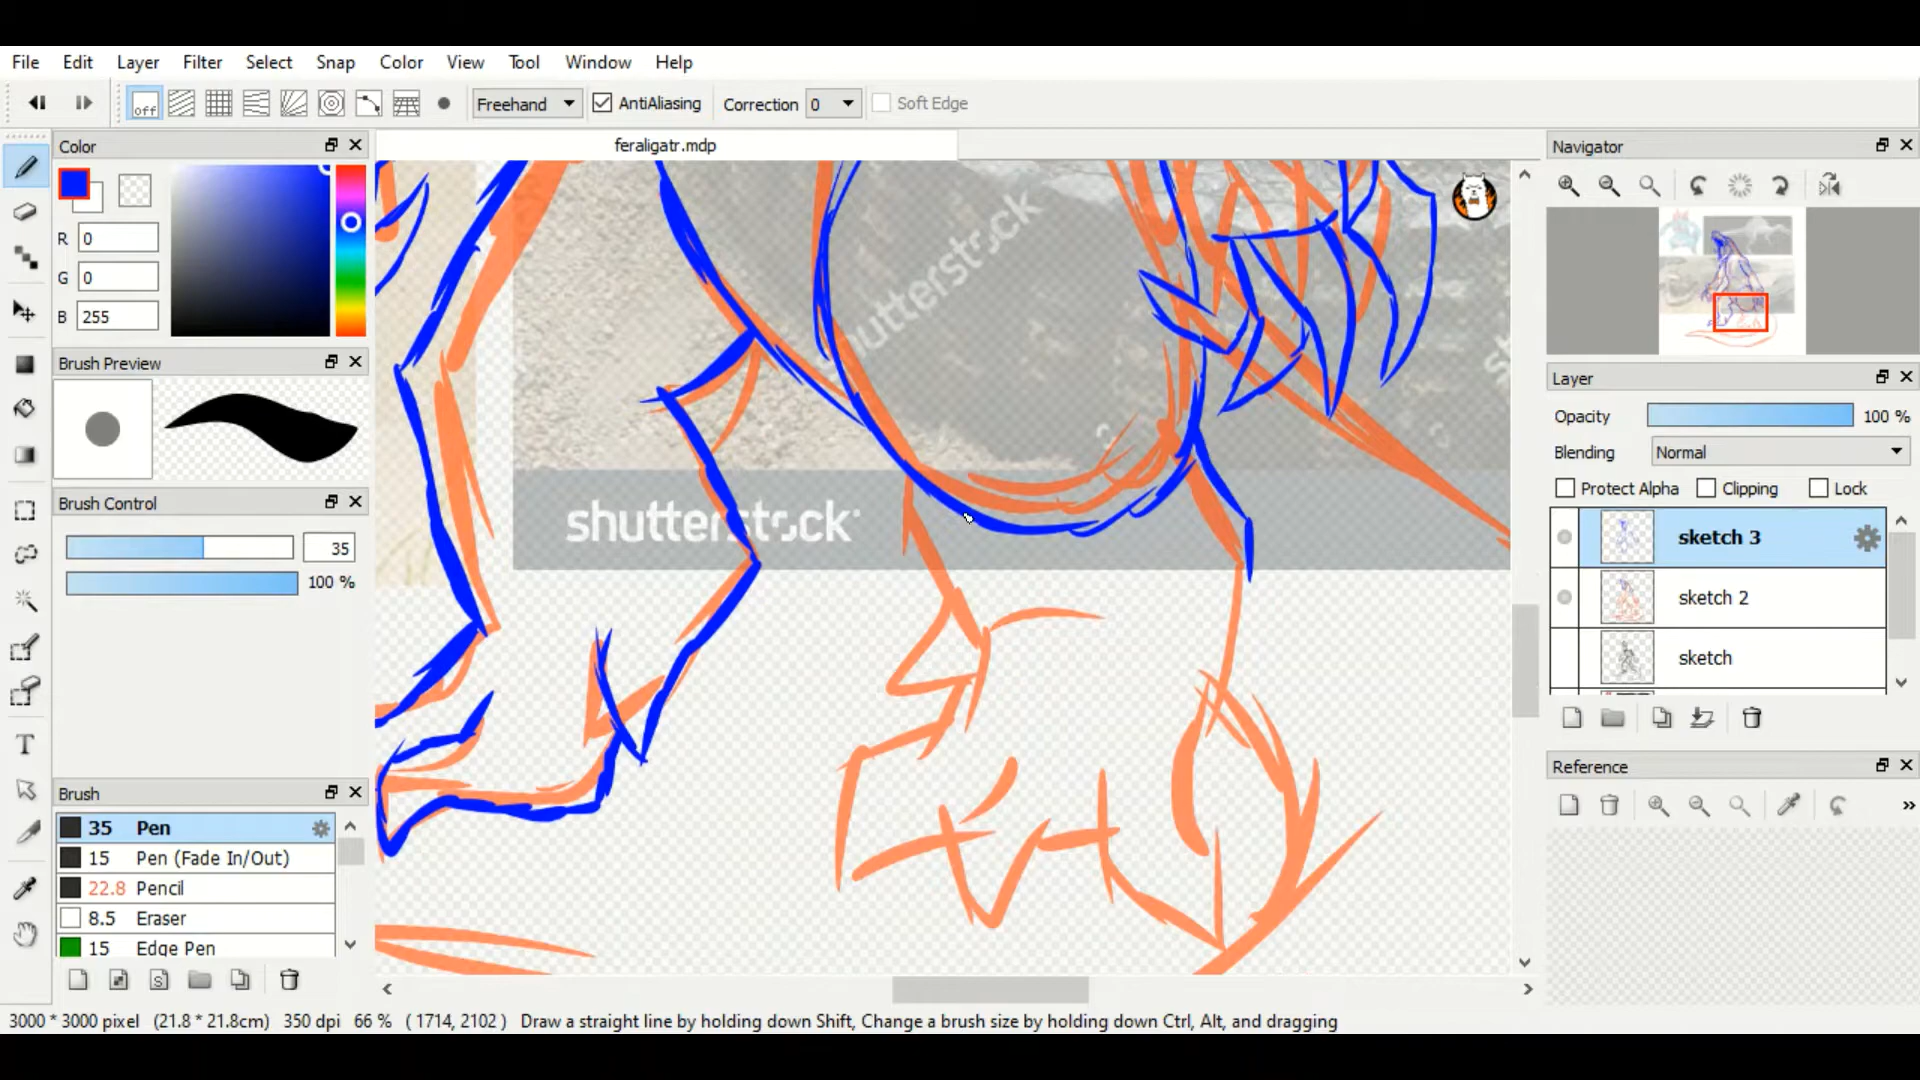 File Edit Layer Filter Select Snap Color View Tool Window Help
off Freehand AntiAliasing Correction 0 Soft Edge
Color
feraligatr.mdp
Navigator
R 0
G 0
B 255
shutterstock
Brush Preview
Layer
Opacity 100 %
Blending Normal
Protect Alpha Clipping Lock
Brush Control
35
100 %
shutterstock
sketch 3
sketch 2
sketch
Reference
Brush
35 Pen
15 Pen (Fade In/Out)
22.8 Pencil
8.5 Eraser
15 Edge Pen
3000 * 3000 pixel (21.8 * 21.8cm) 350 dpi 66 % ( 1714, 2102 ) Draw a straight line by holding down Shift, Change a brush size by holding down Ctrl, Alt, and dragging